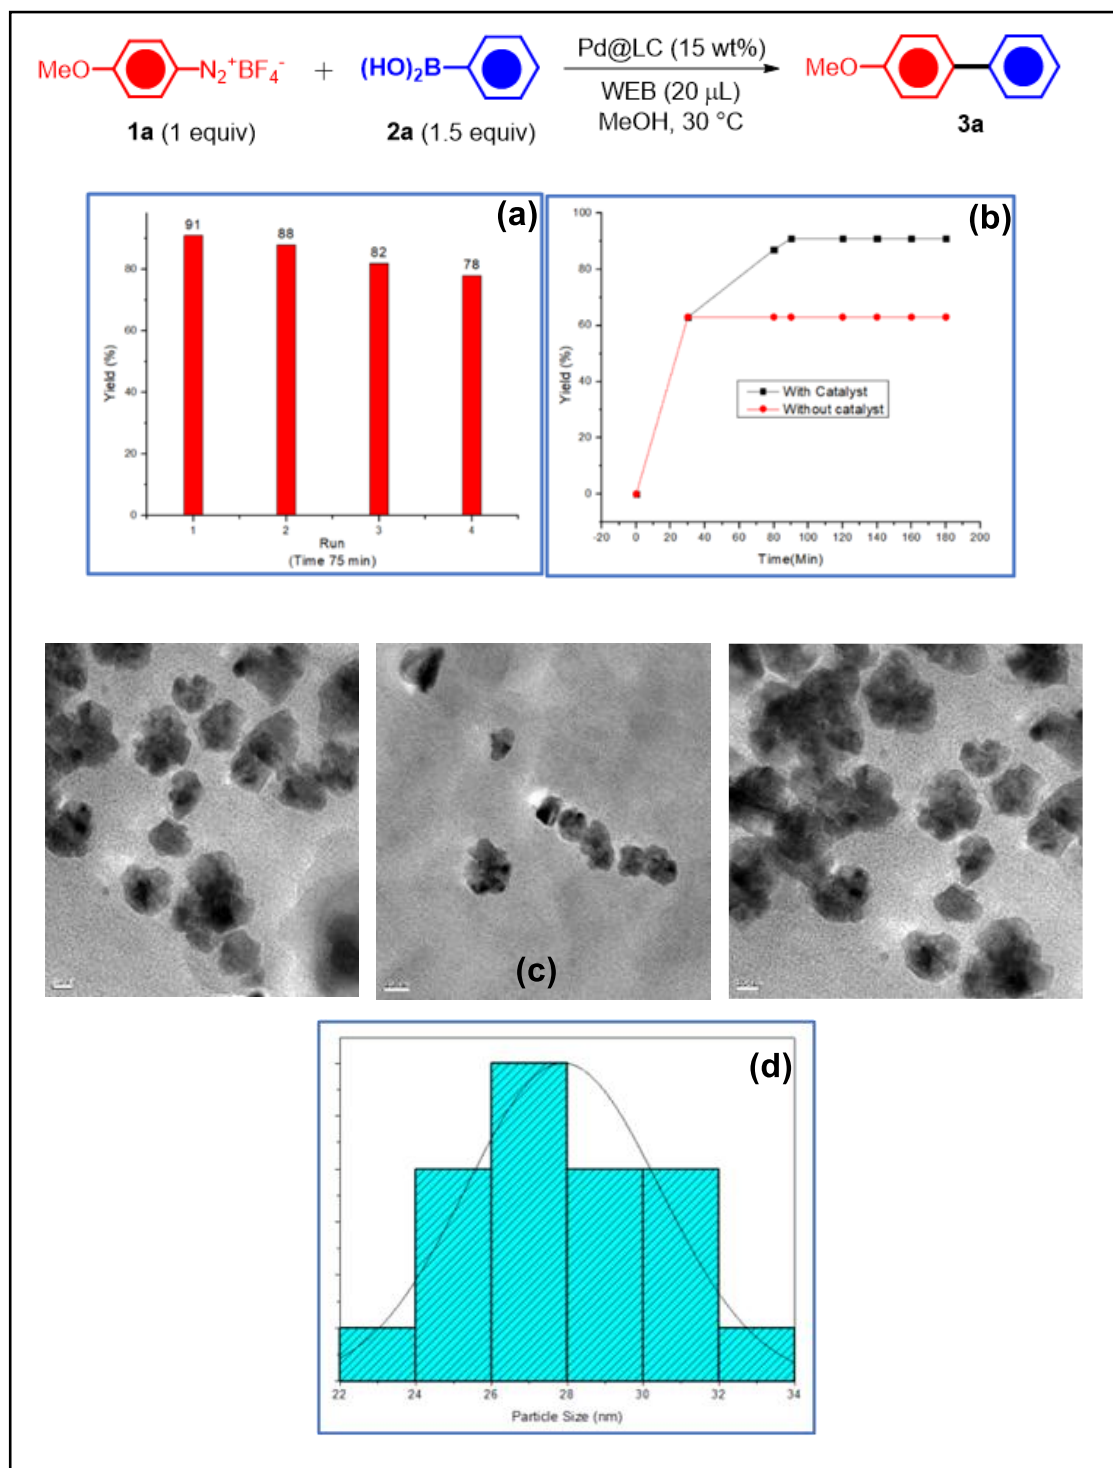 MeO
N₂⁺BF₄⁻
+
(HO)₂B
Pd@LC (15 wt%)
WEB (20 μL)
MeOH, 30 °C
MeO
1a (1 equiv)
2a (1.5 equiv)
3a
(a)
91
88
82
78
80
60
40
20
0
Yield (%)
1
2
3
4
Run
(Time 75 min)
(b)
100
80
60
40
20
0
Yield (%)
With Catalyst
Without catalyst
-20
0
20
40
60
80
100
120
140
160
180
200
Time(Min)
(c)
(d)
22
24
26
28
30
32
34
Particle Size (nm)